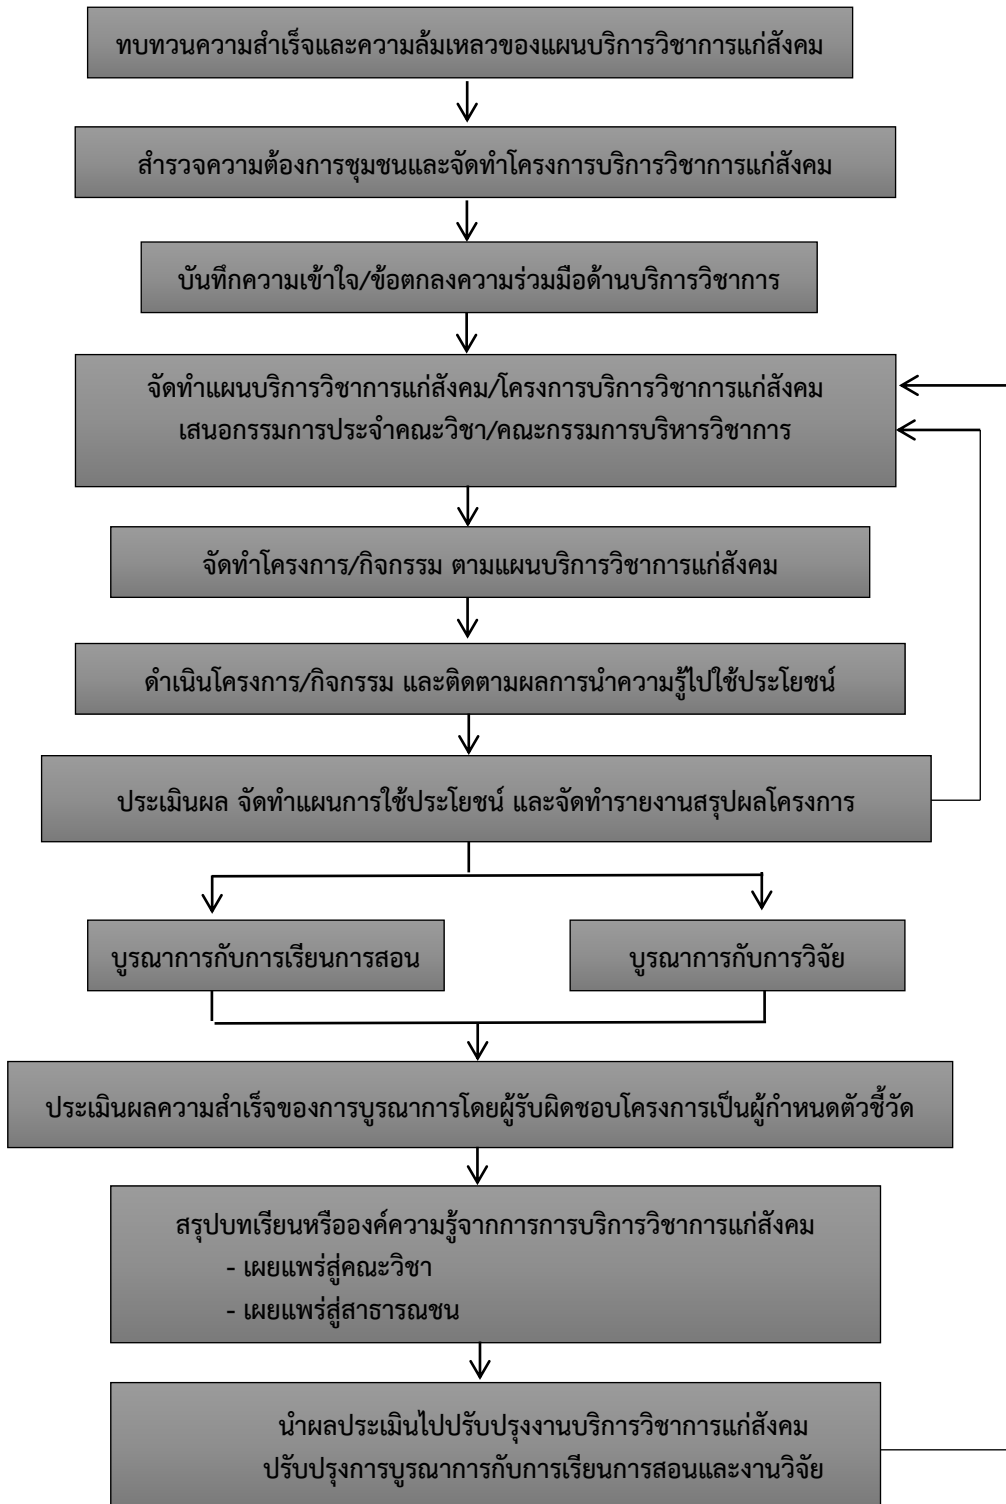 ทบทวนความสำเร็จและความล้มเหลวของแผนบริการวิชาการแก่สังคม
สำรวจความต้องการชุมชนและจัดทำโครงการบริการวิชาการแก่สังคม
บันทึกความเข้าใจ/ข้อตกลงความร่วมมือด้านบริการวิชาการ
จัดทำแผนบริการวิชาการแก่สังคม/โครงการบริการวิชาการแก่สังคม
เสนอกรรมการประจำคณะวิชา/คณะกรรมการบริหารวิชาการ
จัดทำโครงการ/กิจกรรม ตามแผนบริการวิชาการแก่สังคม
ดำเนินโครงการ/กิจกรรม และติดตามผลการนำความรู้ไปใช้ประโยชน์
ประเมินผล จัดทำแผนการใช้ประโยชน์ และจัดทำรายงานสรุปผลโครงการ
บูรณาการกับการเรียนการสอน
บูรณาการกับการวิจัย
ประเมินผลความสำเร็จของการบูรณาการโดยผู้รับผิดชอบโครงการเป็นผู้กำหนดตัวชี้วัด
สรุปบทเรียนหรือองค์ความรู้จากการการบริการวิชาการแก่สังคม
- เผยแพร่สู่คณะวิชา
- เผยแพร่สู่สาธารณชน
นำผลประเมินไปปรับปรุงงานบริการวิชาการแก่สังคม
ปรับปรุงการบูรณาการกับการเรียนการสอนและงานวิจัย